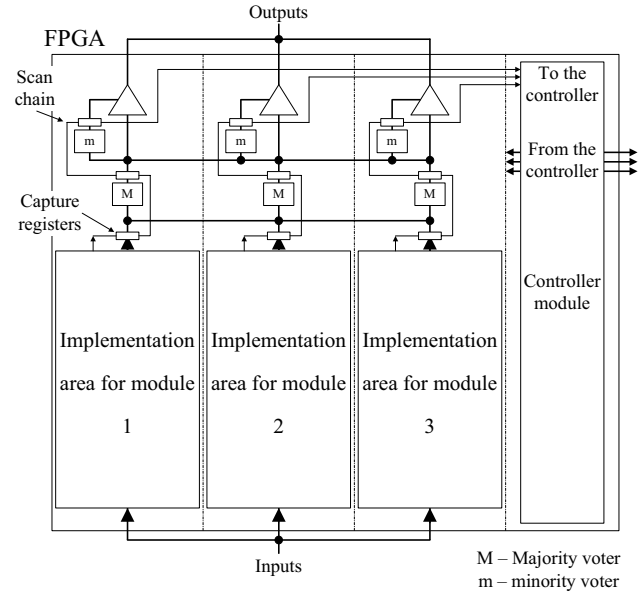 Outputs
FPGA
Scan
chain
To the
controller
m
m
m
From the
controller
M
M
M
Capture
registers
Controller
module
Implementation
area for module
1
Implementation
area for module
2
Implementation
area for module
3
Inputs
M – Majority voter
m – minority voter